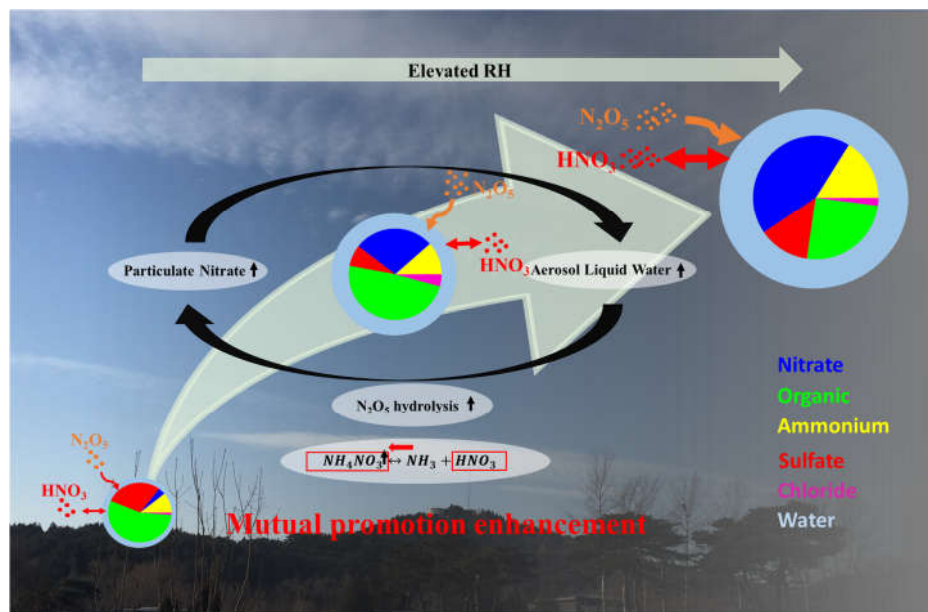 Elevated RH
N₂O₅
HNO₃
N₂O₅
HNO₃
Particulate Nitrate ⬆
Aerosol Liquid Water ⬆
N₂O₅ hydrolysis ⬆
NH₄NO₃⬆↔ NH₃ + HNO₃
N₂O₅
HNO₃
Mutual promotion enhancement
Nitrate
Organic
Ammonium
Sulfate
Chloride
Water